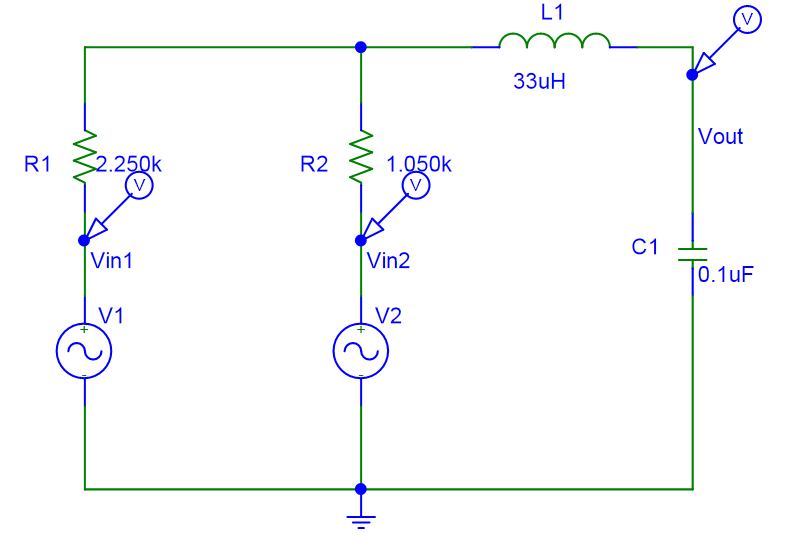 L1
V
33uH
Vout
R1
2.250k
R2
1.050k
V
V
Vin1
Vin2
C1
0.1uF
V1
V2
+
-
+
-